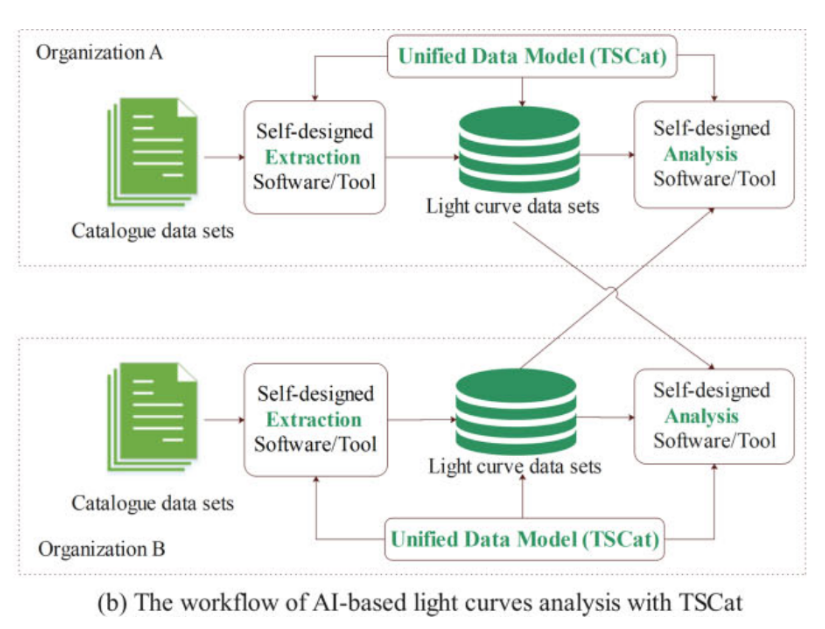 Organization A
Unified Data Model (TSCat)
Self-designed
Extraction
Software/Tool
Self-designed
Analysis
Software/Tool
Catalogue data sets
Light curve data sets
Self-designed
Extraction
Software/Tool
Self-designed
Analysis
Software/Tool
Catalogue data sets
Light curve data sets
Unified Data Model (TSCat)
Organization B
(b) The workflow of AI-based light curves analysis with TSCat